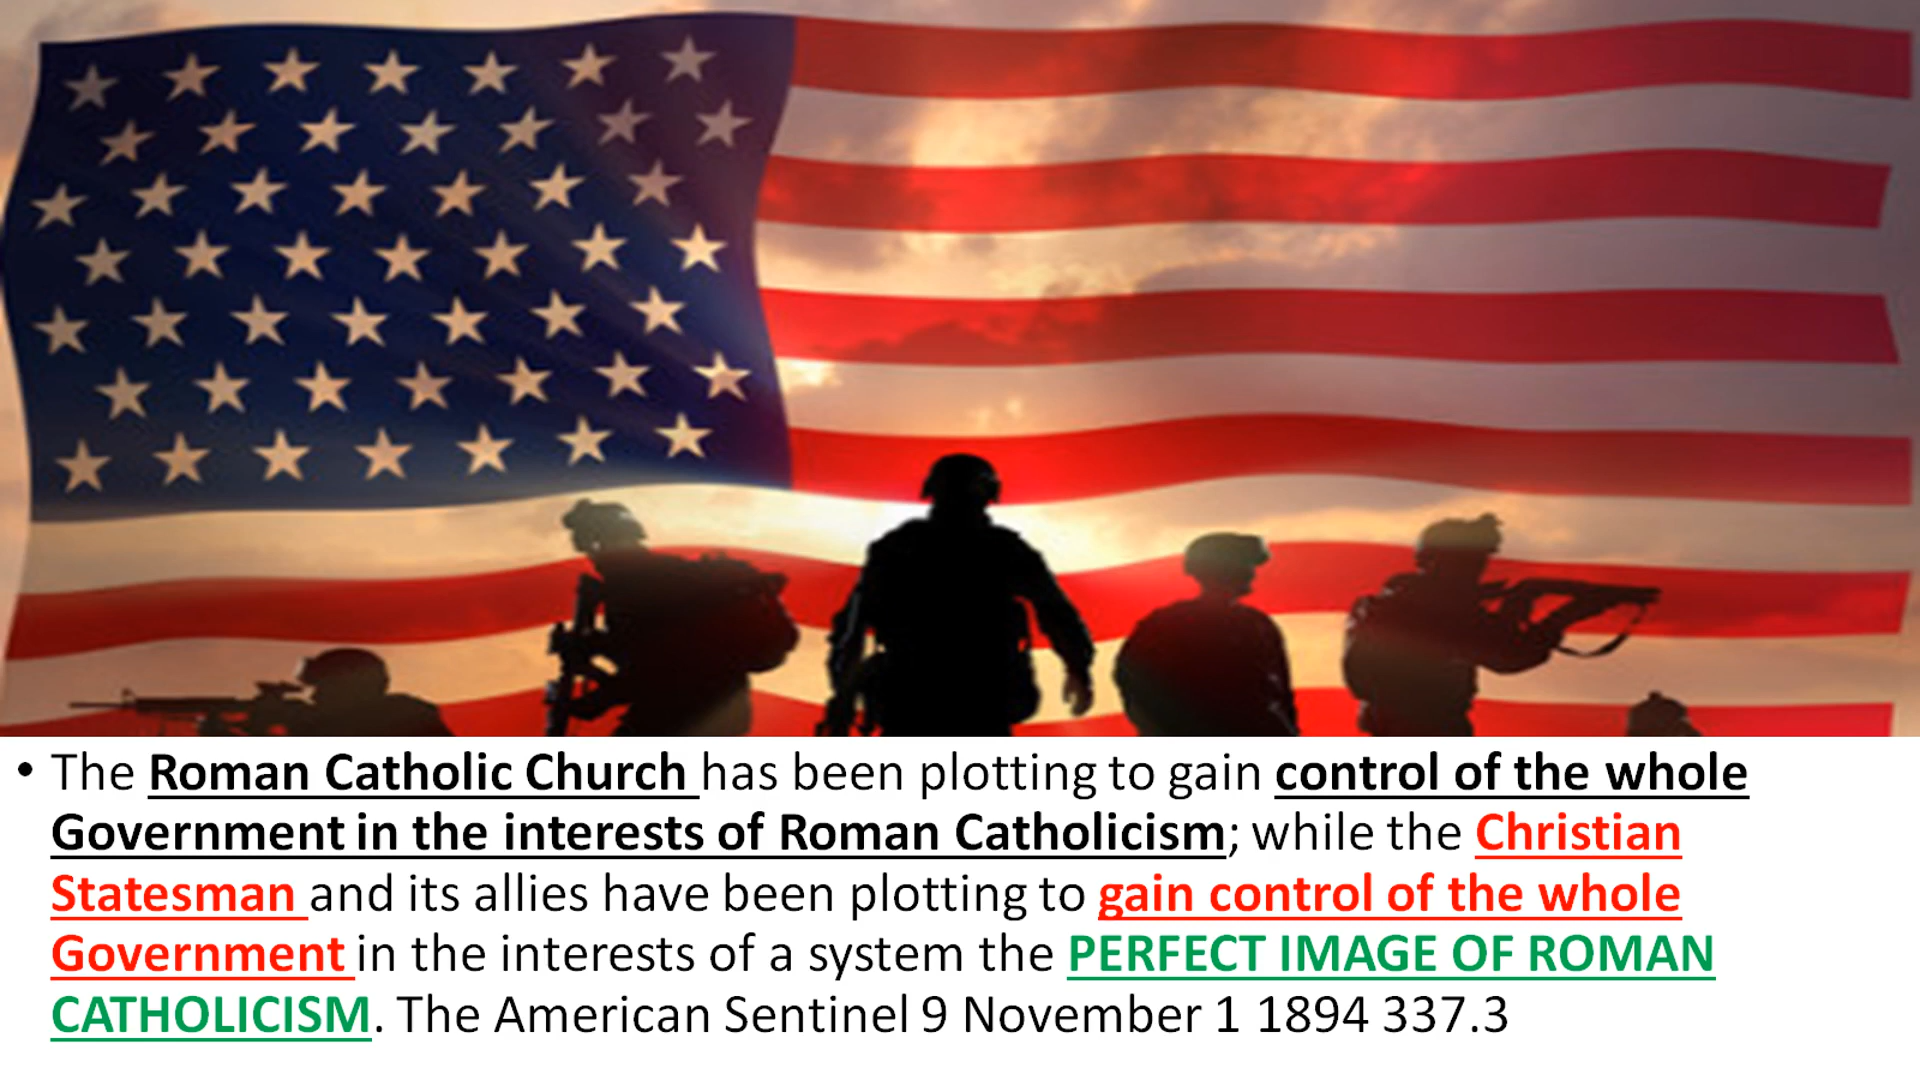 • The Roman Catholic Church has been plotting to gain control of the whole
Government in the interests of Roman Catholicism; while the Christian
Statesman and its allies have been plotting to gain control of the whole
Government in the interests of a system the PERFECT IMAGE OF ROMAN
CATHOLICISM. The American Sentinel 9 November 1 1894 337.3